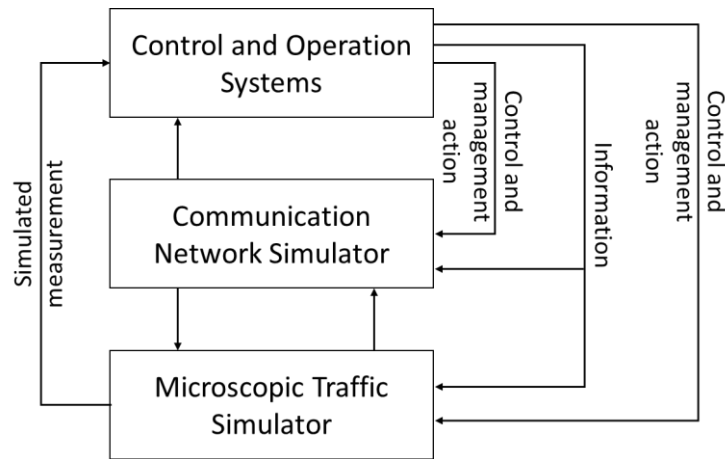 Control and Operation
Systems
Control and
management
action
Control and
management
action
Information
Simulated
measurement
Communication
Network Simulator
Microscopic Traffic
Simulator